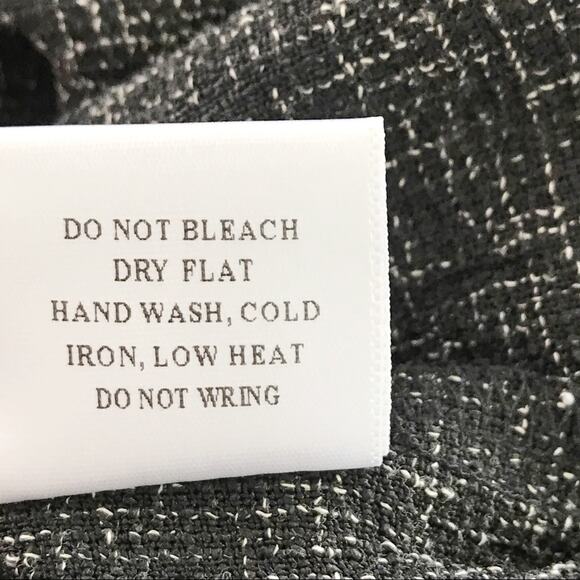 DO NOT BLEACH
DRY FLAT
HAND WASH, COLD
IRON, LOW HEAT
DO NOT WRING